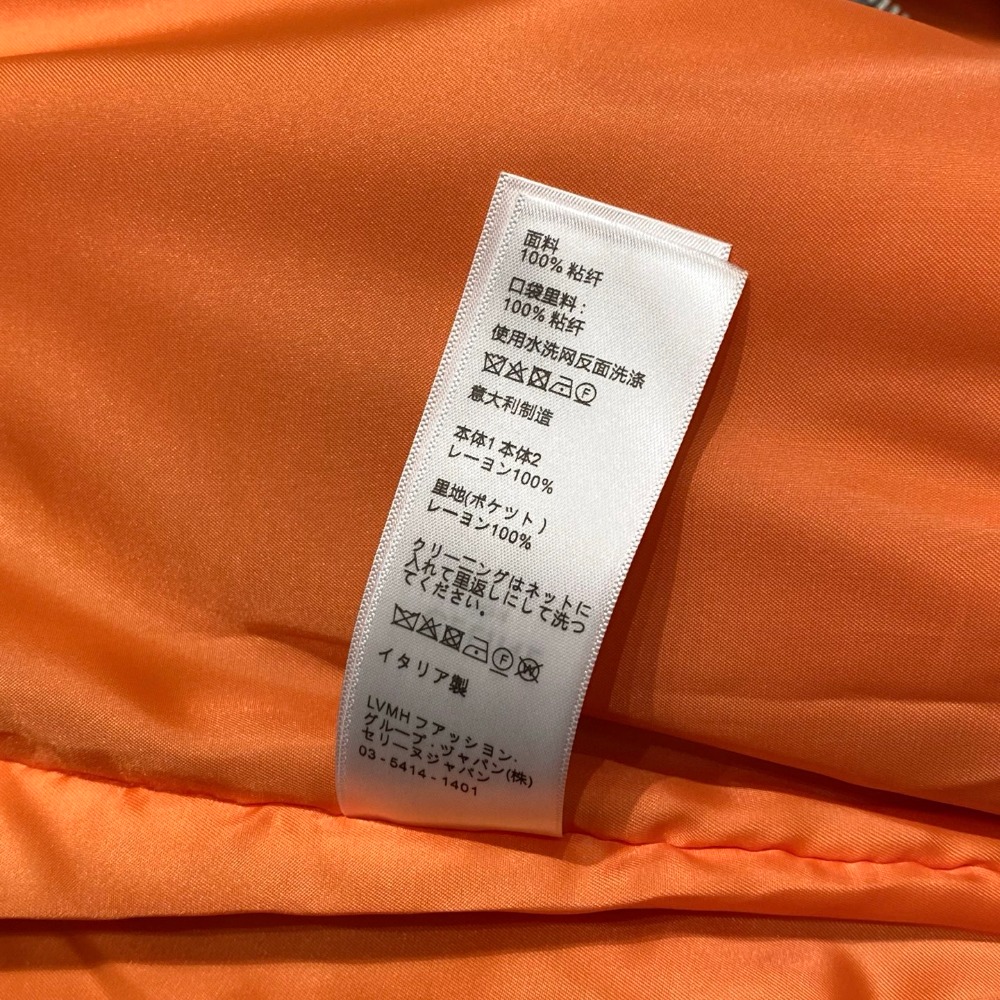 面料
100% 粘纤
口袋里料：
100% 粘纤
使用水洗网反面洗涤
F
意大利制造
本体1 本体2
レーヨン100%
里地(ポケット)
レーヨン100%
クリーニングはネットに
入れて里返しにして洗つ
てください。
F W
イタリア製
LVMH ファッション.
グループ・ヅャパン(株)
セリーヌジャパン
03 - 5414 - 1401